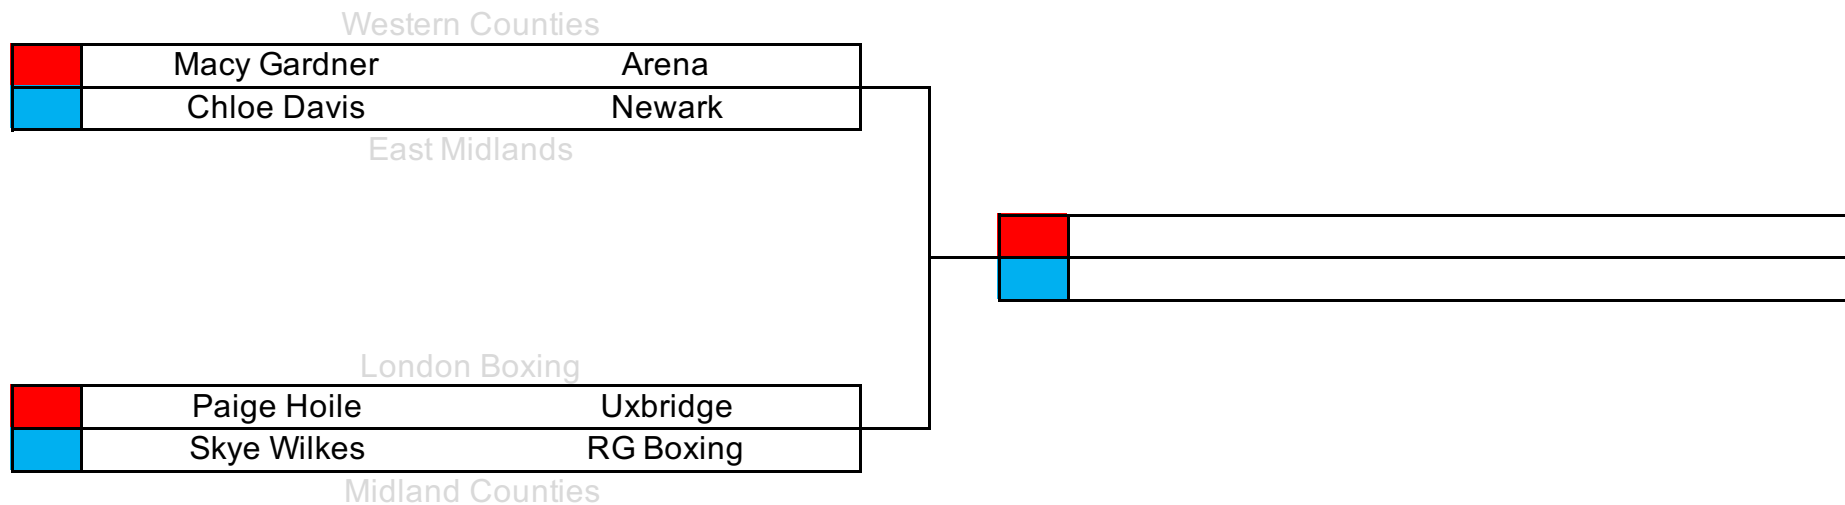 Western Counties
Macy Gardner Arena
Chloe Davis Newark
East Midlands
London Boxing
Paige Hoile Uxbridge
Skye Wilkes RG Boxing
Midland Counties